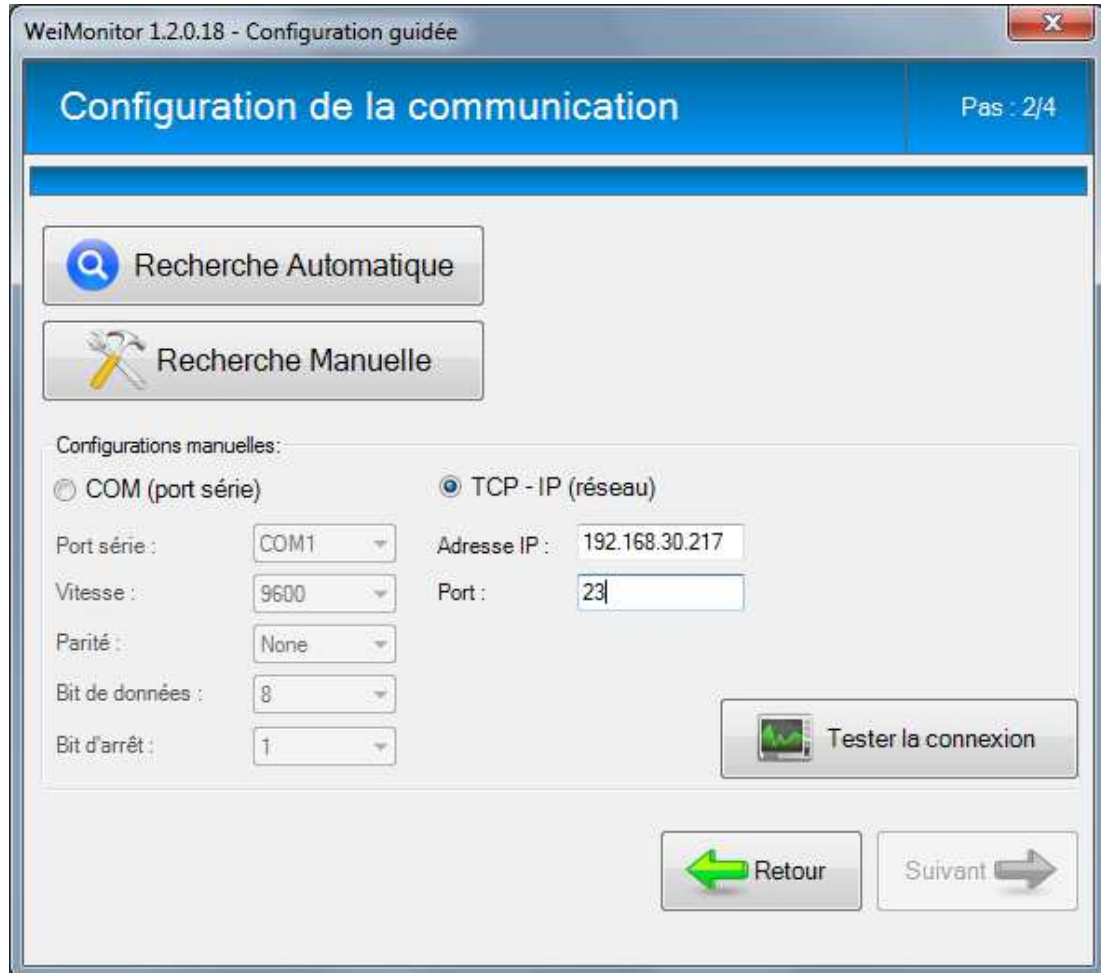 WeiMonitor 1.2.0.18 - Configuration guidée
Configuration de la communication
Pas : 2/4
Recherche Automatique
Recherche Manuelle
Configurations manuelles:
COM (port série)
TCP - IP (réseau)
Port série : COM1
Adresse IP : 192.168.30.217
Vitesse : 9600
Port : 23
Parité : None
Bit de données : 8
Bit d'arrêt : 1
Tester la connexion
Retour
Suivant